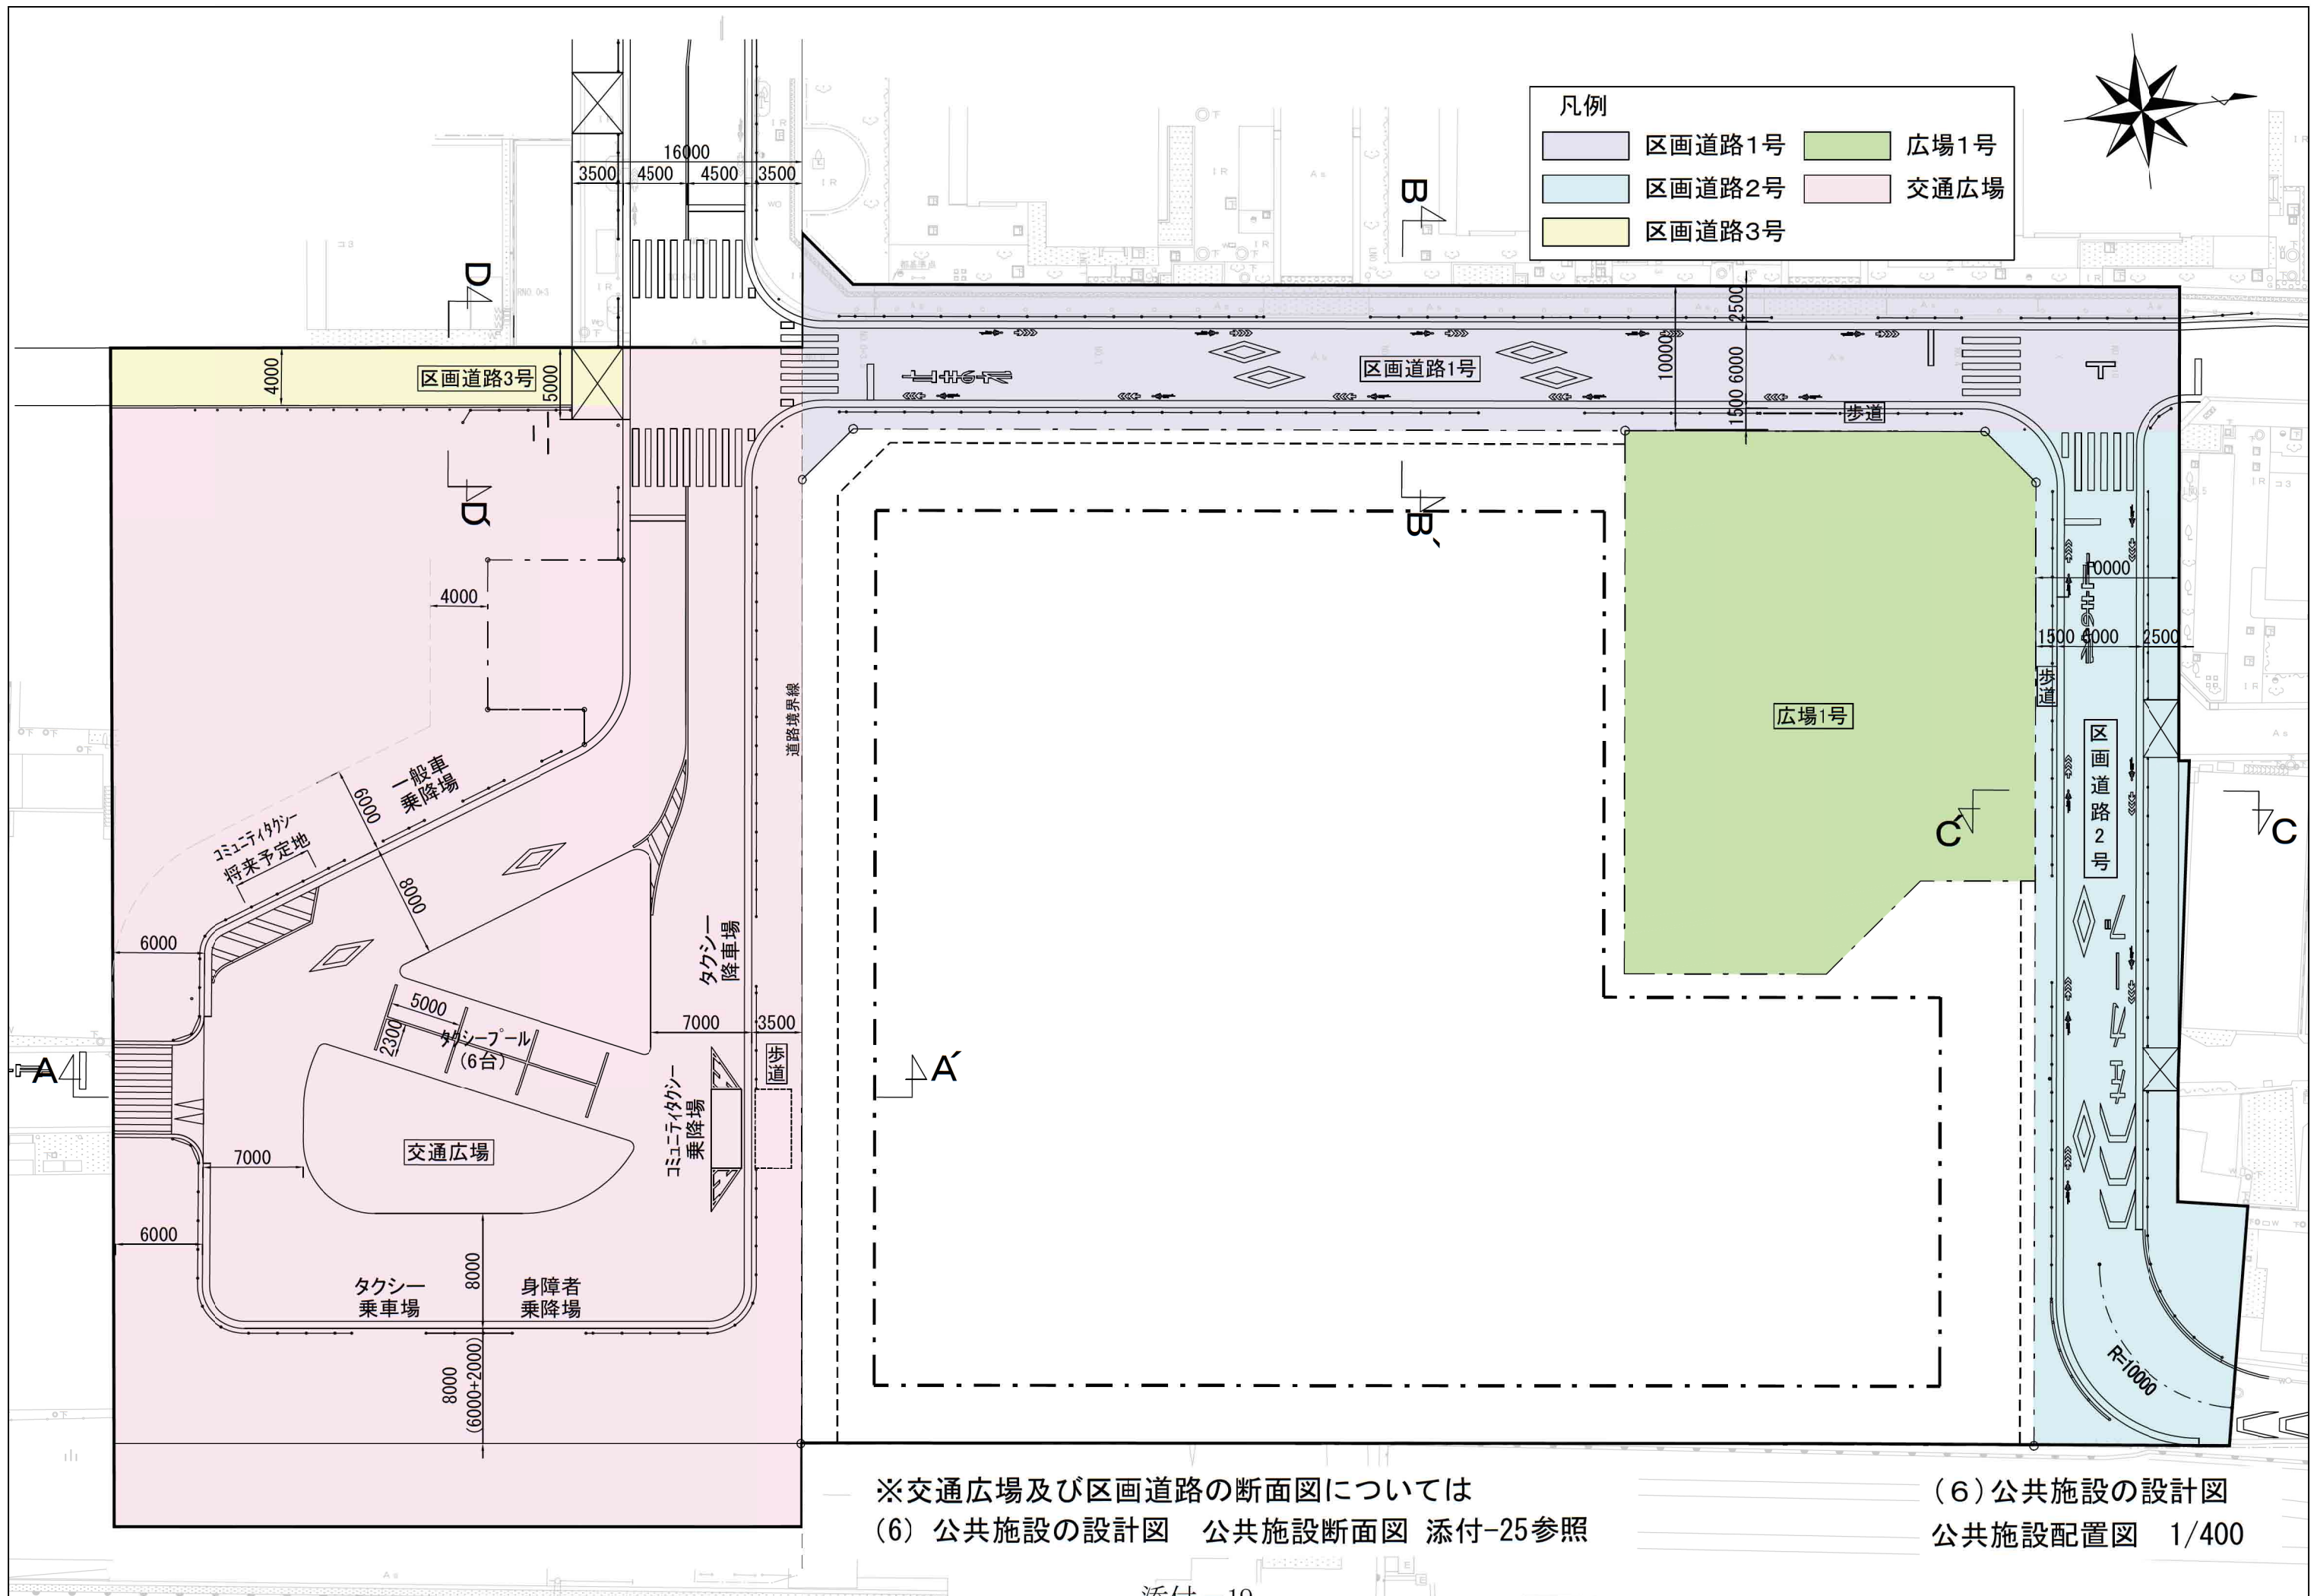 凡例
区画道路1号
広場1号
区画道路2号
交通広場
区画道路3号
16000
3500 4500 4500 3500
B
D
2500
10000
6000
1500
区画道路1号
歩道
区画道路3号
4000
5000
D´
B´
4000
道路境界線
広場1号
10000
1500 6000 2500
歩道
区画道路2号
C´
C
一般車
乗降場
6000
コミュニティタクシー
将来予定地
8000
6000
タクシー
降車場
5000
2300
タクシープール
(6台)
7000
3500
歩道
A
A´
コミュニティタクシー
乗降場
交通広場
7000
6000
8000
タクシー
乗車場
身障者
乗降場
8000
(6000+2000)
R=10000
※交通広場及び区画道路の断面図については
(6) 公共施設の設計図 公共施設断面図 添付-25参照
(6)公共施設の設計図
公共施設配置図 1/400